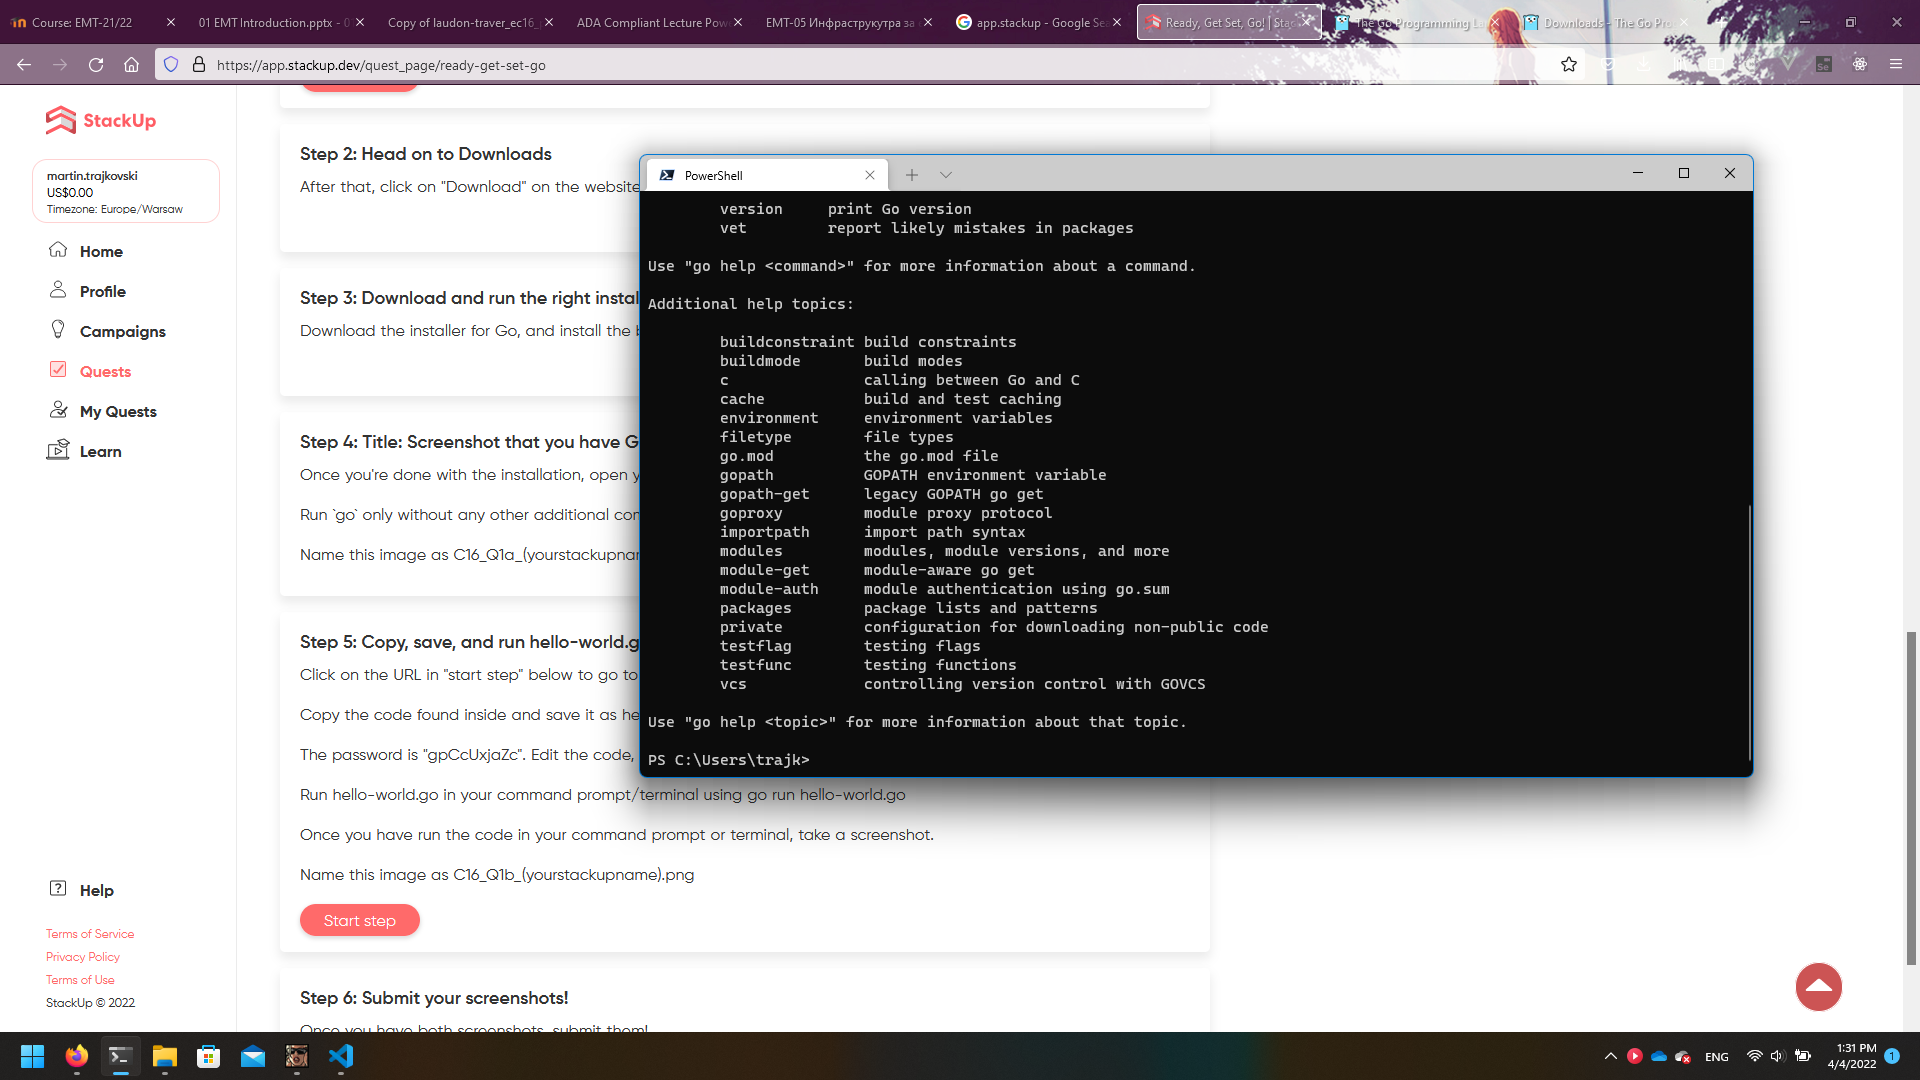 Course: EMT-21/22
01 EMT Introduction.pptx - 0
Copy of laudon-traver_ec16_
ADA Compliant Lecture Pow
EMT-05 Инфраструкутра за
app.stackup - Google Se
Ready, Get Set, Go! | Stac
The Go Programming L
Downloads - The Go Pr
https://app.stackup.dev/quest_page/ready-get-set-go
StackUp
martin.trajkovski
US$0.00
Timezone: Europe/Warsaw
Home
Profile
Campaigns
Quests
My Quests
Learn
Help
Terms of Service
Privacy Policy
Terms of Use
StackUp © 2022
Step 2: Head on to Downloads
After that, click on "Download" on the website
Step 3: Download and run the right instal
Download the installer for Go, and install the b
Step 4: Title: Screenshot that you have G
Once you're done with the installation, open y
Run `go` only without any other additional com
Name this image as C16_Q1a_(yourstackupnam
Step 5: Copy, save, and run hello-world.g
Click on the URL in "start step" below to go to
Copy the code found inside and save it as he
The password is "gpCcUxjaZc". Edit the code,
Run hello-world.go in your command prompt/terminal using go run hello-world.go
Once you have run the code in your command prompt or terminal, take a screenshot.
Name this image as C16_Q1b_(yourstackupname).png
Start step
Step 6: Submit your screenshots!
Once you have both screenshots, submit them!
PowerShell
version     print Go version
vet         report likely mistakes in packages
Use "go help <command>" for more information about a command.
Additional help topics:
buildconstraint build constraints
buildmode       build modes
c               calling between Go and C
cache           build and test caching
environment     environment variables
filetype        file types
go.mod          the go.mod file
gopath          GOPATH environment variable
gopath-get      legacy GOPATH go get
goproxy         module proxy protocol
importpath      import path syntax
modules         modules, module versions, and more
module-get      module-aware go get
module-auth     module authentication using go.sum
packages        package lists and patterns
private         configuration for downloading non-public code
testflag        testing flags
testfunc        testing functions
vcs             controlling version control with GOVCS
Use "go help <topic>" for more information about that topic.
PS C:\Users\trajk>
ENG
1:31 PM
4/4/2022
1